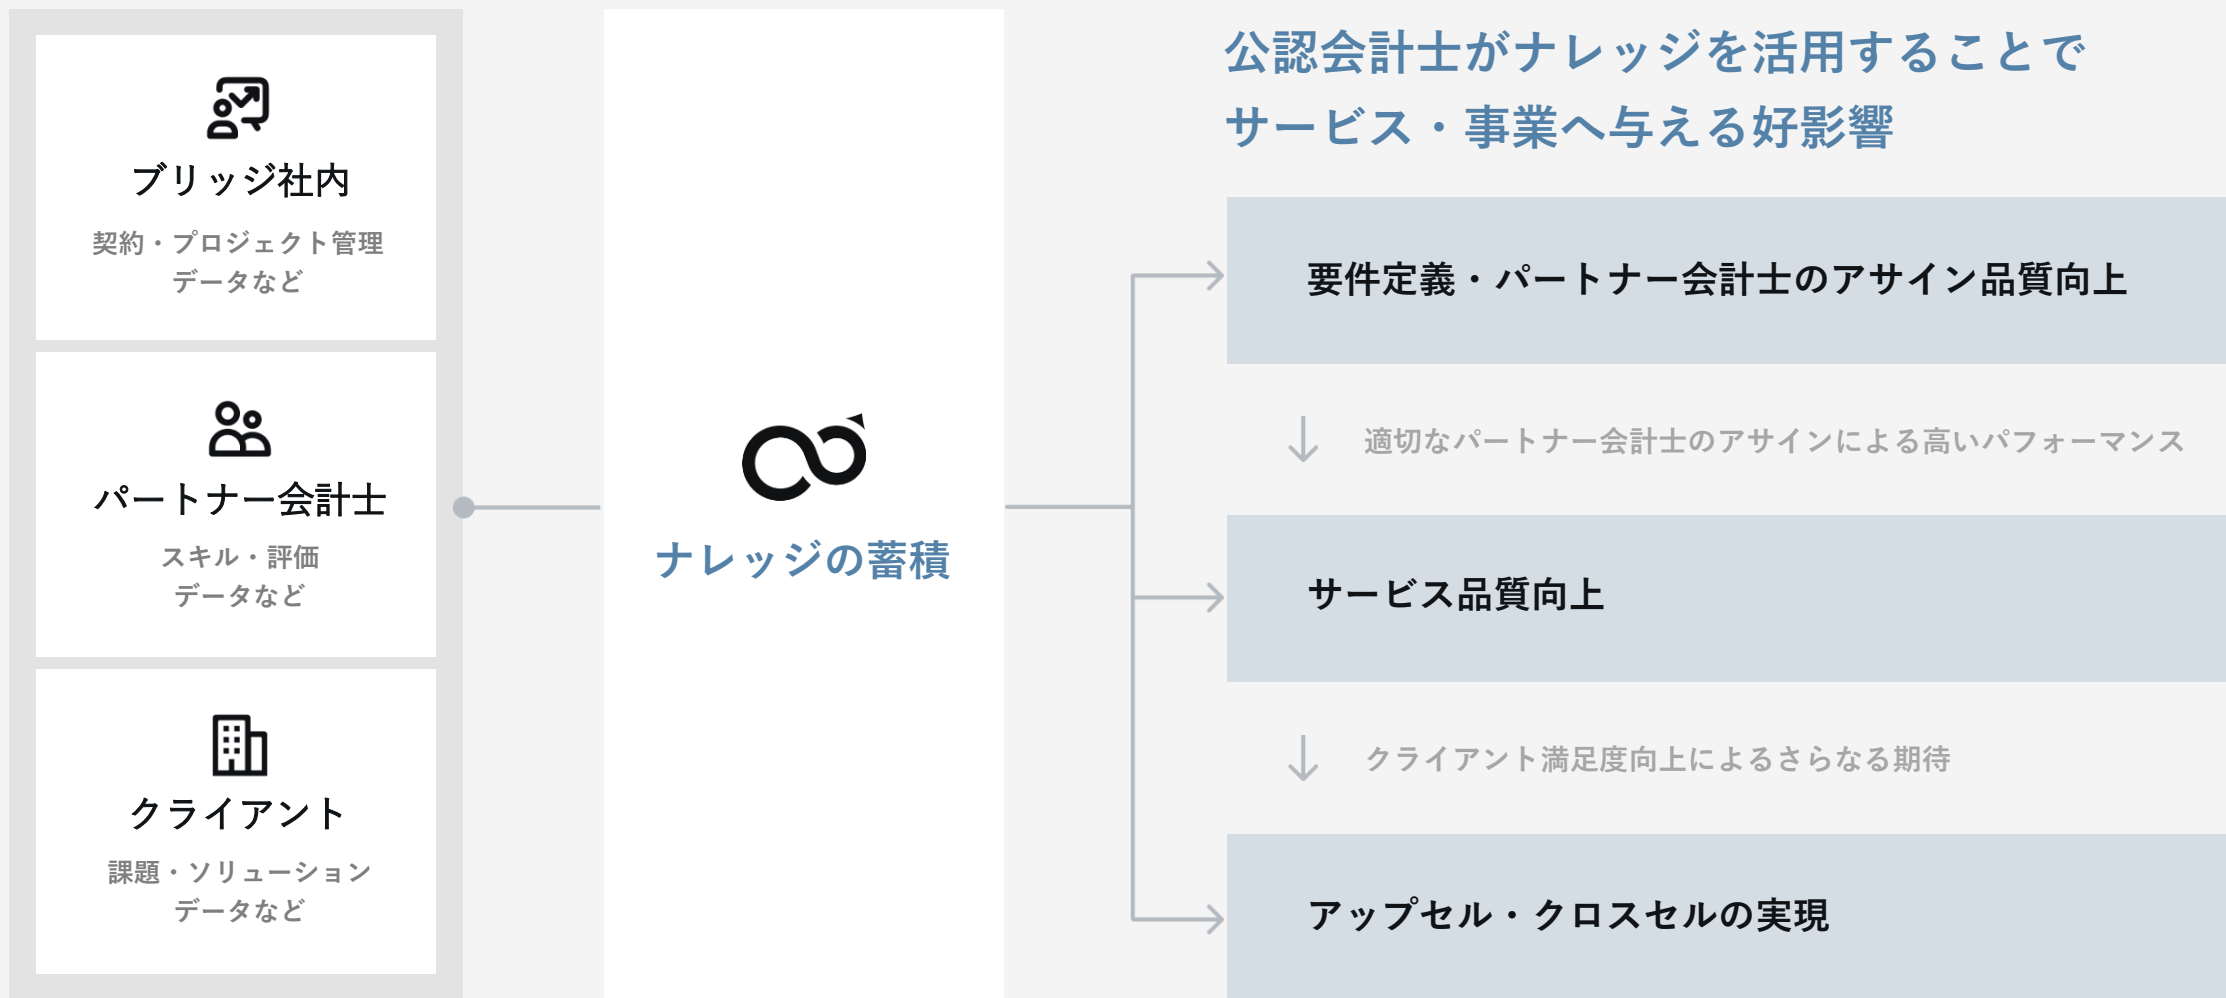 ブリッジ社内
契約・プロジェクト管理
データなど
パートナー会計士
スキル・評価
データなど
クライアント
課題・ソリューション
データなど
ナレッジの蓄積
公認会計士がナレッジを活用することで
サービス・事業へ与える好影響
要件定義・パートナー会計士のアサイン品質向上
適切なパートナー会計士のアサインによる高いパフォーマンス
サービス品質向上
クライアント満足度向上によるさらなる期待
アップセル・クロスセルの実現